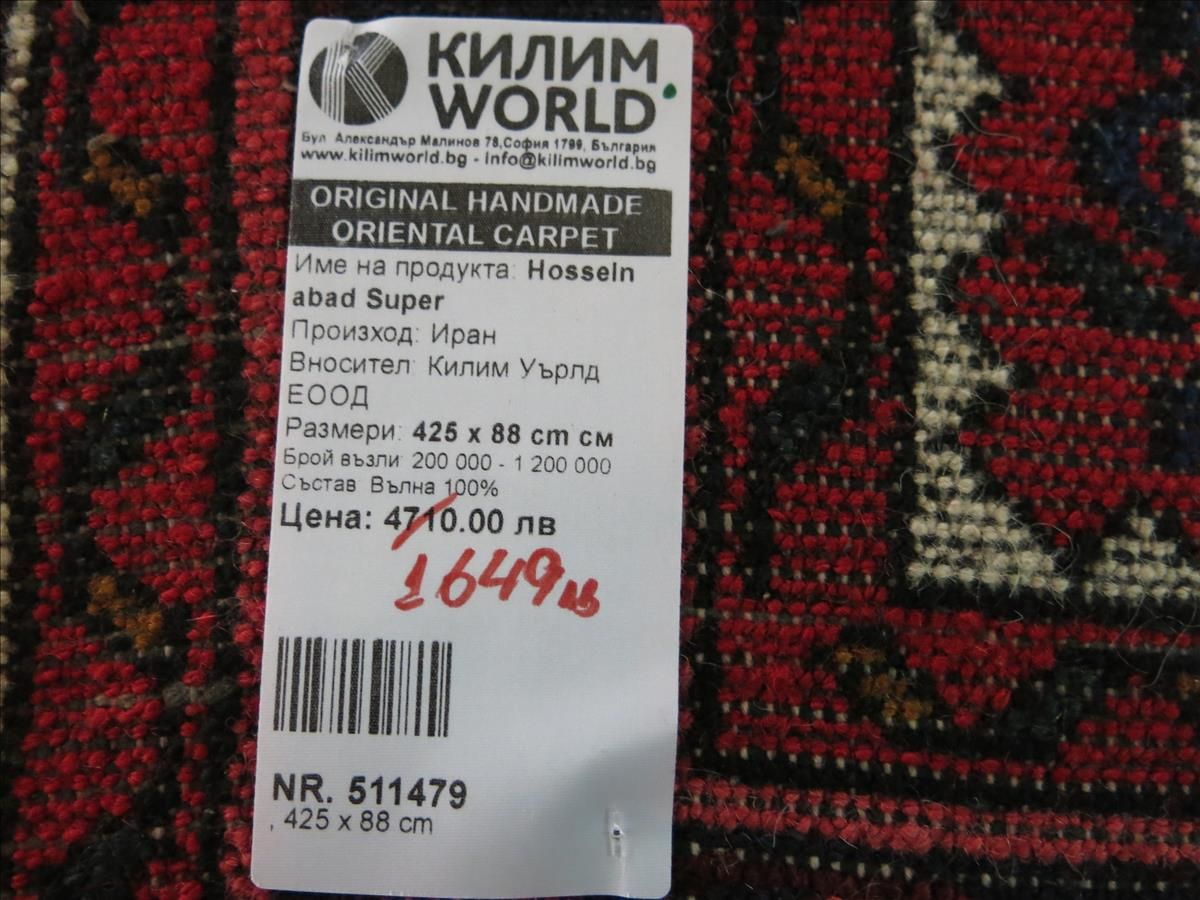 КИЛИМ
WORLD
Бул Александър Малинов 78,София 1799, България
www.kilimworld.bg - info@kilimworld.bg
ORIGINAL HANDMADE
ORIENTAL CARPET
Име на продукта: Hossein
abad Super
Произход: Иран
Вносител: Килим Уърлд
ЕООД
Размери: 425 x 88 cm см
Брой възли: 200 000 - 1 200 000
Състав Вълна 100%
Цена: 4710.00 лв
1649 лв
NR. 511479
, 425 x 88 cm